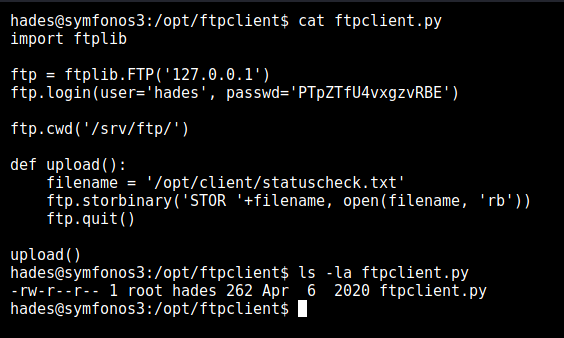 hades@symfonos3:/opt/ftpclient$ cat ftpclient.py
import ftplib
ftp = ftplib.FTP('127.0.0.1')
ftp.login(user='hades', passwd='PTpZTfU4vxgzvRBE')
ftp.cwd('/srv/ftp/')
def upload():
    filename = '/opt/client/statuscheck.txt'
    ftp.storbinary('STOR '+filename, open(filename, 'rb'))
    ftp.quit()
upload()
hades@symfonos3:/opt/ftpclient$ ls -la ftpclient.py
-rw-r--r-- 1 root hades 262 Apr  6  2020 ftpclient.py
hades@symfonos3:/opt/ftpclient$